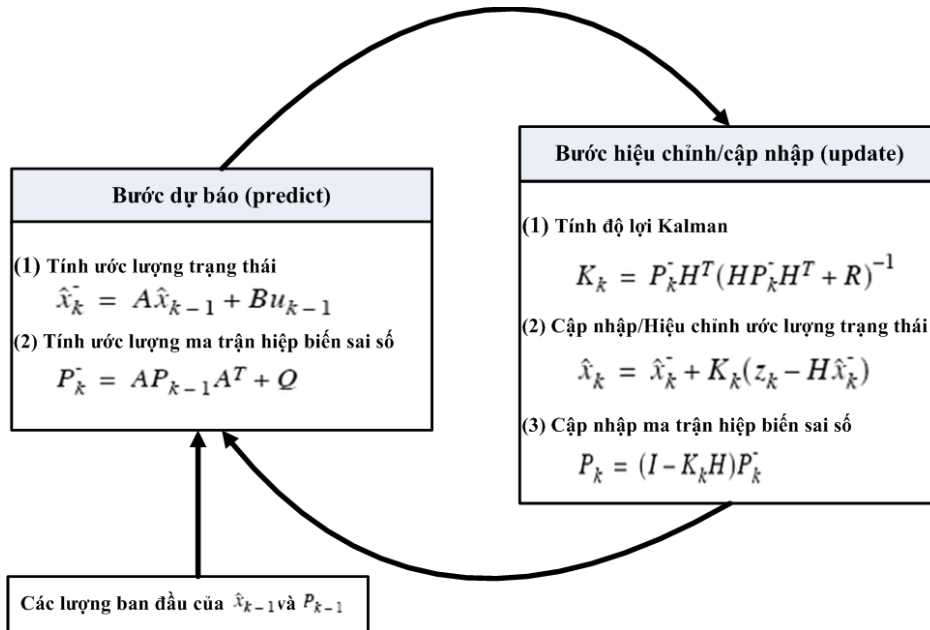 Bước dự báo (predict)
(1) Tính ước lượng trạng thái
x̂ₖ⁻ = Ax̂ₖ₋₁ + Buₖ₋₁
(2) Tính ước lượng ma trận hiệp biến sai số
Pₖ⁻ = APₖ₋₁Aᵀ + Q
Bước hiệu chỉnh/cập nhập (update)
(1) Tính độ lợi Kalman
Kₖ = Pₖ⁻Hᵀ(HPₖ⁻Hᵀ + R)⁻¹
(2) Cập nhập/Hiệu chỉnh ước lượng trạng thái
x̂ₖ = x̂ₖ⁻ + Kₖ(zₖ – Hx̂ₖ⁻)
(3) Cập nhập ma trận hiệp biến sai số
Pₖ = (I – KₖH)Pₖ⁻
Các lượng ban đầu của x̂ₖ₋₁ và Pₖ₋₁